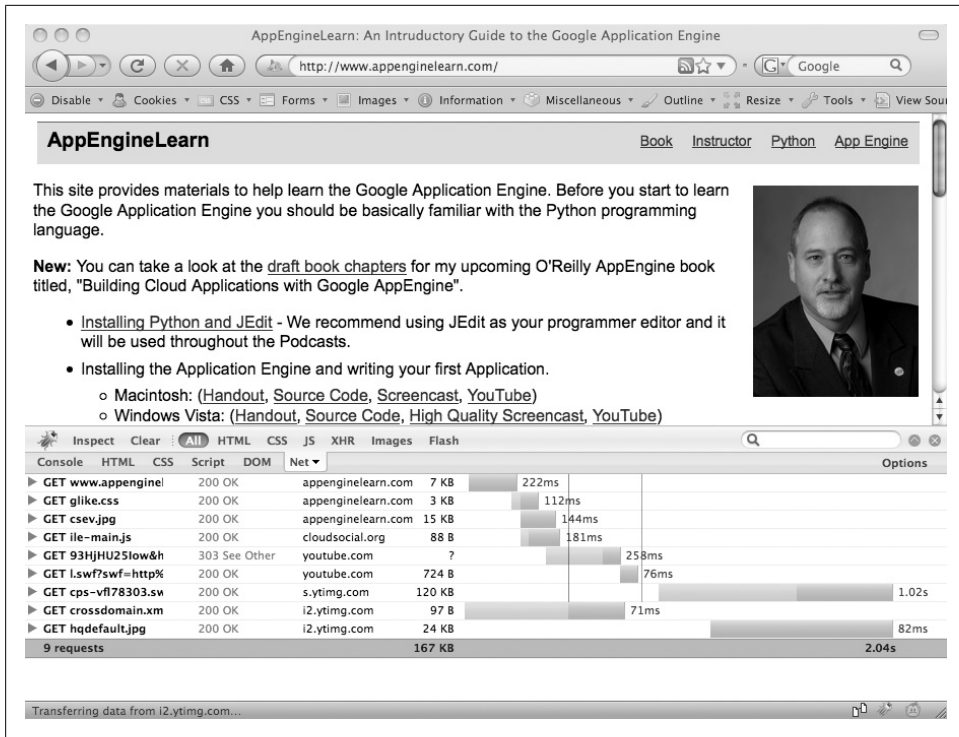 AppEngineLearn: An Intruductory Guide to the Google Application Engine
http://www.appenginelearn.com/ G Google
Disable Cookies CSS Forms Images Information Miscellaneous Outline Resize Tools View Sou
AppEngineLearn Book Instructor Python App Engine
This site provides materials to help learn the Google Application Engine. Before you start to learn
the Google Application Engine you should be basically familiar with the Python programming
language.
New: You can take a look at the draft book chapters for my upcoming O'Reilly AppEngine book
titled, "Building Cloud Applications with Google AppEngine".
• Installing Python and JEdit - We recommend using JEdit as your programmer editor and it
will be used throughout the Podcasts.
• Installing the Application Engine and writing your first Application.
○ Macintosh: (Handout, Source Code, Screencast, YouTube)
○ Windows Vista: (Handout, Source Code, High Quality Screencast, YouTube)
Inspect Clear All HTML CSS JS XHR Images Flash
Console HTML CSS Script DOM Net Options
GET www.appenginel 200 OK appenginelearn.com 7 KB 222ms
GET glike.css 200 OK appenginelearn.com 3 KB 112ms
GET csev.jpg 200 OK appenginelearn.com 15 KB 144ms
GET ile-main.js 200 OK cloudsocial.org 88 B 181ms
GET 93HjHU25Iow&h 303 See Other youtube.com ? 258ms
GET l.swf?swf=http% 200 OK youtube.com 724 B 76ms
GET cps-vfl78303.sw 200 OK s.ytimg.com 120 KB 1.02s
GET crossdomain.xm 200 OK i2.ytimg.com 97 B 71ms
GET hqdefault.jpg 200 OK i2.ytimg.com 24 KB 82ms
9 requests 167 KB 2.04s
Transferring data from i2.ytimg.com...